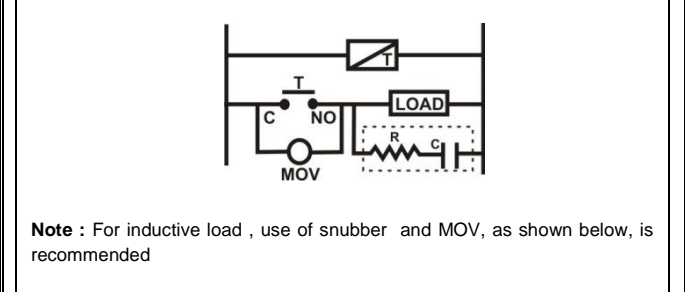 T
T
C NO LOAD
R C
MOV
Note : For inductive load , use of snubber and MOV, as shown below, is
recommended